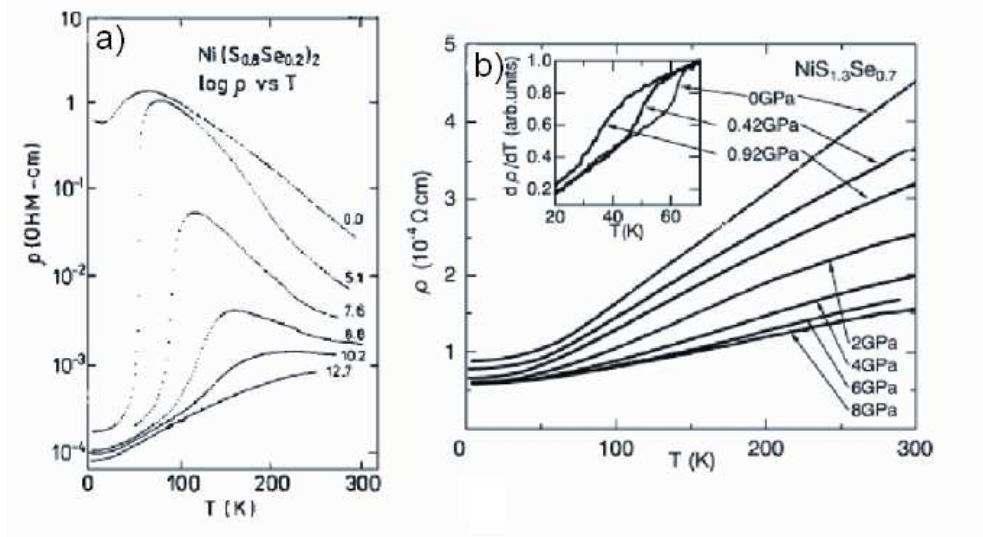 a)
Ni(S0.8Se0.2)2
log ρ vs T
ρ (OHM-cm)
10
1
10-1
10-2
10-3
10-4
0.0
5.1
7.6
8.8
10.2
12.7
0
100
200
300
T (K)
b)
NiS1.3Se0.7
ρ (10-4 Ω cm)
5
4
3
2
1
0
100
200
300
T (K)
dρ/dT (arb.units)
1.0
0.8
0.6
0.4
0.2
20
40
60
T(K)
0GPa
0.42GPa
0.92GPa
2GPa
4GPa
6GPa
8GPa